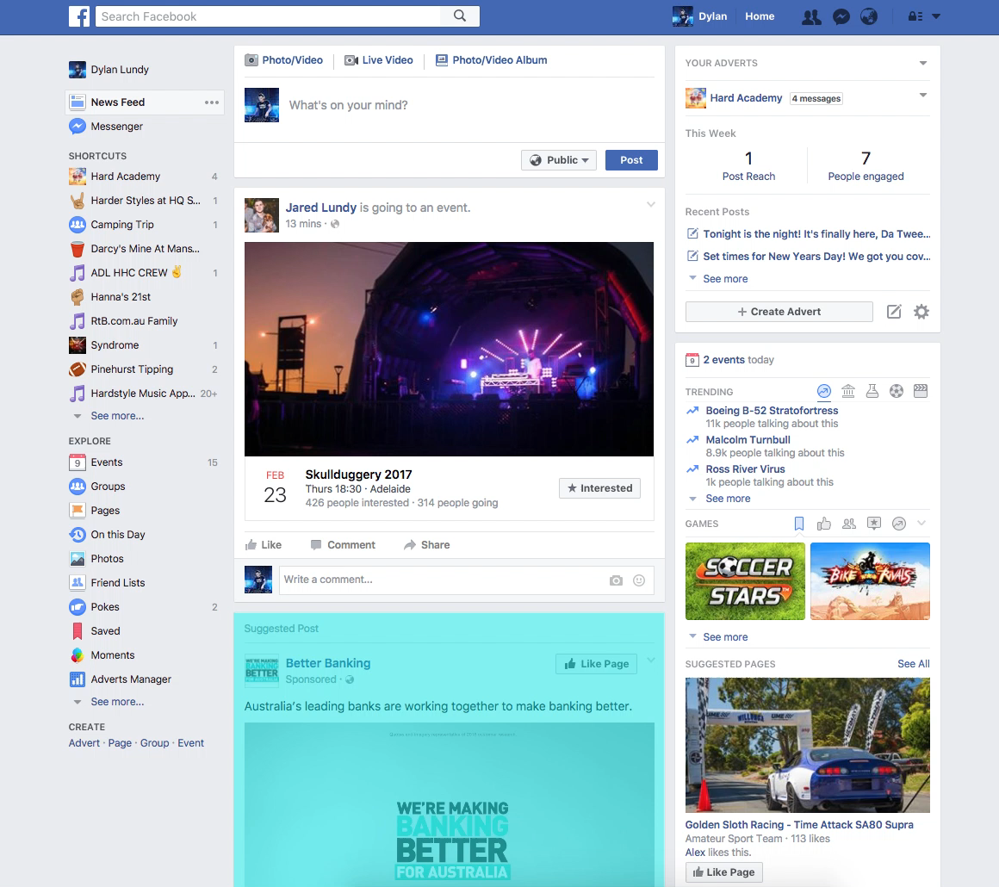 Search Facebook
Dylan
Home
Dylan Lundy
News Feed
Messenger
SHORTCUTS
Hard Academy 4
Harder Styles at HQ S... 1
Camping Trip 1
Darcy's Mine At Mans...
ADL HHC CREW ✌ 1
Hanna's 21st
RtB.com.au Family
Syndrome 1
Pinehurst Tipping 2
Hardstyle Music App... 20+
See more...
EXPLORE
9 Events 15
Groups
Pages
On this Day
Photos
Friend Lists
Pokes 2
Saved
Moments
Adverts Manager
See more...
CREATE
Advert · Page · Group · Event
Photo/Video
Live Video
Photo/Video Album
What's on your mind?
Public
Post
Jared Lundy is going to an event.
13 mins ·
FEB
23
Skullduggery 2017
Thurs 18:30 · Adelaide
426 people interested · 314 people going
★ Interested
Like
Comment
Share
Write a comment...
Suggested Post
WE'RE MAKING
BANKING
BETTER
FOR AUSTRALIA
Better Banking
Sponsored ·
Like Page
Australia's leading banks are working together to make banking better.
WE'RE MAKING
BANKING
BETTER
FOR AUSTRALIA
YOUR ADVERTS
Hard Academy 4 messages
This Week
1
Post Reach
7
People engaged
Recent Posts
Tonight is the night! It's finally here, Da Twee...
Set times for New Years Day! We got you cov...
See more
+ Create Advert
9 2 events today
TRENDING
Boeing B-52 Stratofortress
11k people talking about this
Malcolm Turnbull
8.9k people talking about this
Ross River Virus
1k people talking about this
See more
GAMES
SOCCER
STARS
BIKE RIVALS
See more
SUGGESTED PAGES
See All
Golden Sloth Racing - Time Attack SA80 Supra
Amateur Sport Team · 113 likes
Alex likes this.
Like Page